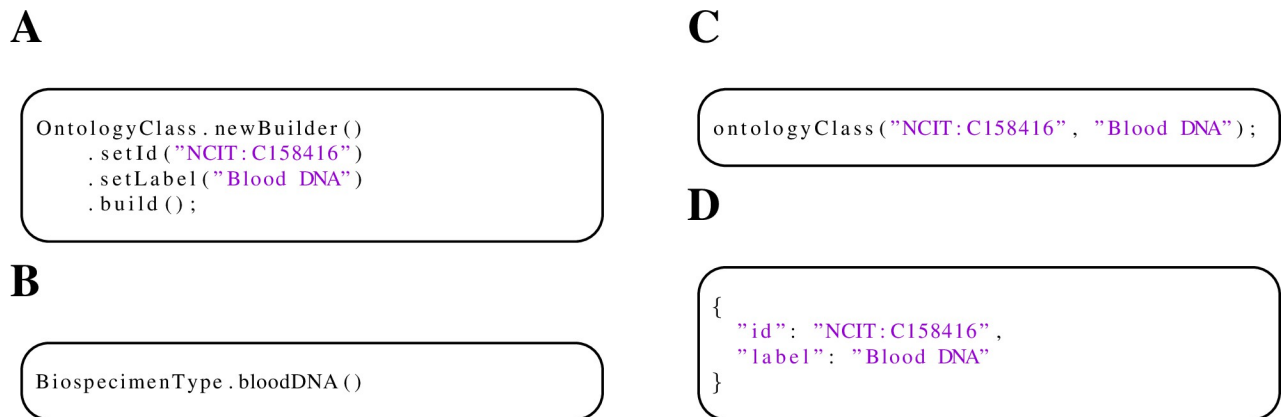 A
OntologyClass.newBuilder()
    .setId("NCIT:C158416")
    .setLabel("Blood DNA")
    .build();
B
BiospecimenType.bloodDNA()
C
ontologyClass("NCIT:C158416", "Blood DNA");
D
{
  "id": "NCIT:C158416",
  "label": "Blood DNA"
}